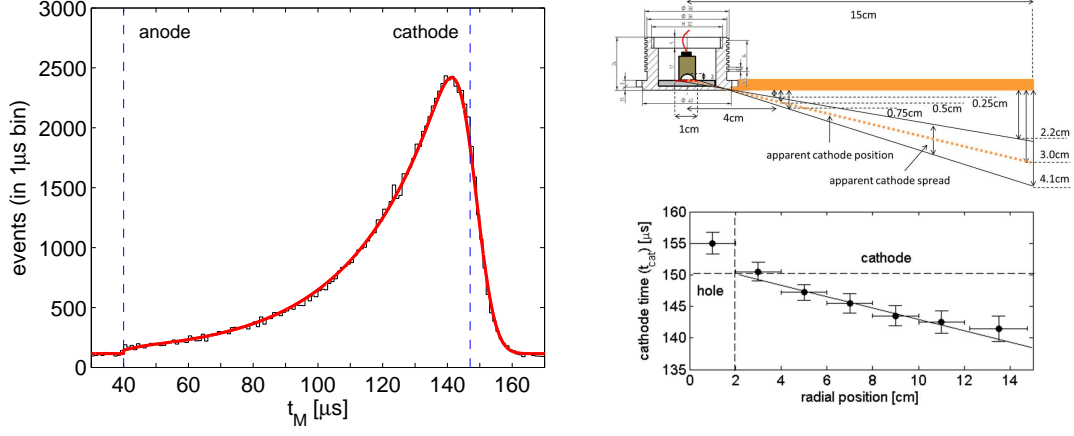 3000
2500
2000
1500
1000
500
0
events (in 1μs bin)
anode
cathode
40
60
80
100
120
140
160
t_M [μs]
15cm
0.25cm
0.5cm
0.75cm
4cm
1cm
2.2cm
3.0cm
4.1cm
apparent cathode position
apparent cathode spread
160
155
150
145
140
135
cathode time (t_cat) [μs]
hole
cathode
0
2
4
6
8
10
12
14
radial position [cm]